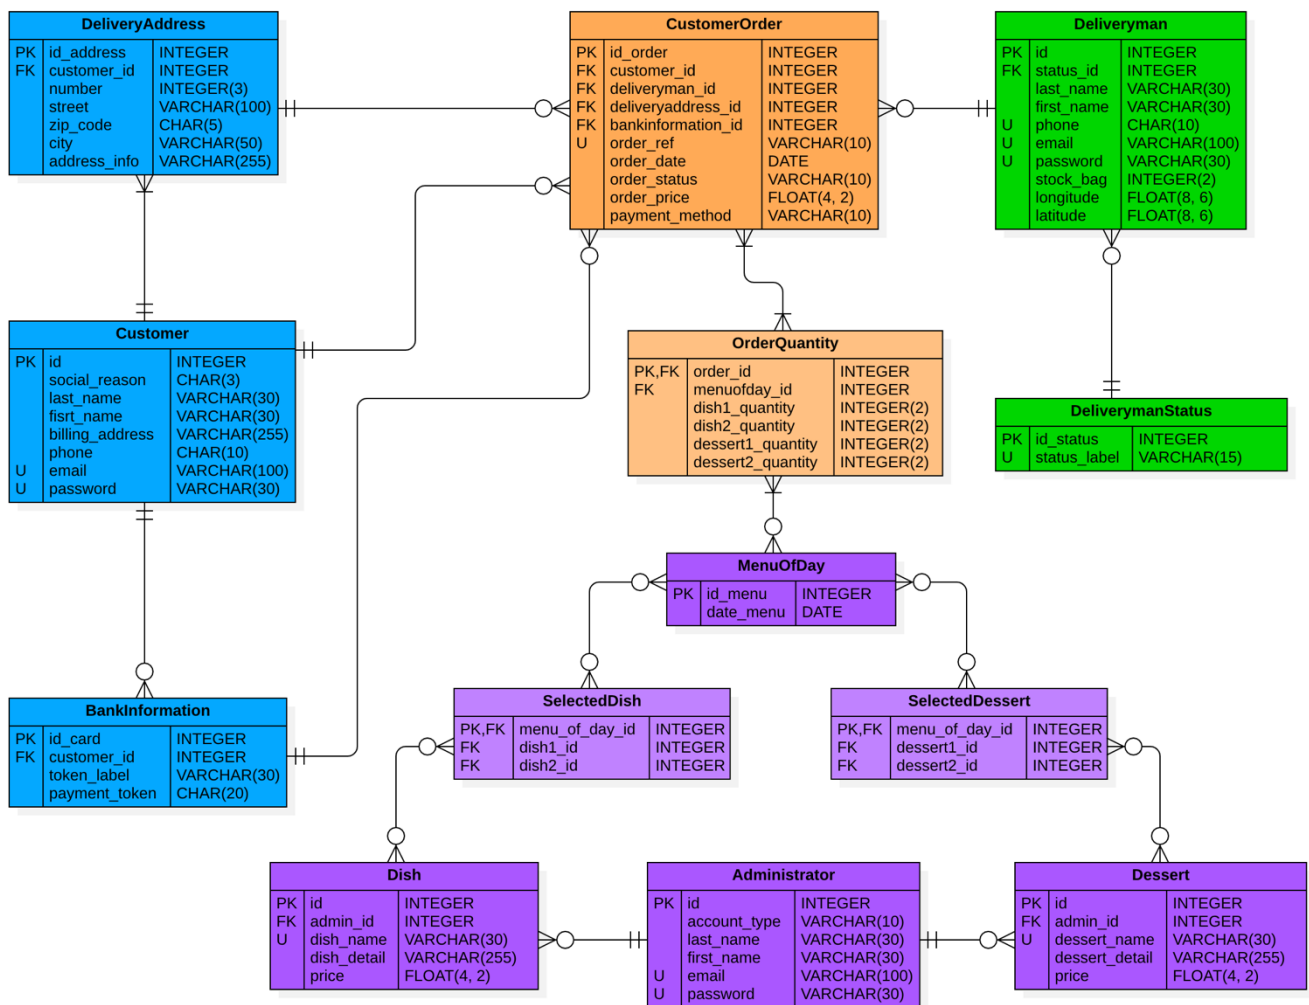 DeliveryAddress
PK id_address INTEGER
FK customer_id INTEGER
number INTEGER(3)
street VARCHAR(100)
zip_code CHAR(5)
city VARCHAR(50)
address_info VARCHAR(255)
CustomerOrder
PK id_order INTEGER
FK customer_id INTEGER
FK deliveryman_id INTEGER
FK deliveryaddress_id INTEGER
FK bankinformation_id INTEGER
U order_ref VARCHAR(10)
order_date DATE
order_status VARCHAR(10)
order_price FLOAT(4, 2)
payment_method VARCHAR(10)
Deliveryman
PK id INTEGER
FK status_id INTEGER
last_name VARCHAR(30)
first_name VARCHAR(30)
U phone CHAR(10)
U email VARCHAR(100)
U password VARCHAR(30)
stock_bag INTEGER(2)
longitude FLOAT(8, 6)
latitude FLOAT(8, 6)
Customer
PK id INTEGER
social_reason CHAR(3)
last_name VARCHAR(30)
fisrt_name VARCHAR(30)
billing_address VARCHAR(255)
phone CHAR(10)
U email VARCHAR(100)
U password VARCHAR(30)
OrderQuantity
PK,FK order_id INTEGER
FK menuofday_id INTEGER
dish1_quantity INTEGER(2)
dish2_quantity INTEGER(2)
dessert1_quantity INTEGER(2)
dessert2_quantity INTEGER(2)
DeliverymanStatus
PK id_status INTEGER
U status_label VARCHAR(15)
MenuOfDay
PK id_menu INTEGER
date_menu DATE
BankInformation
PK id_card INTEGER
FK customer_id INTEGER
token_label VARCHAR(30)
payment_token CHAR(20)
SelectedDish
PK,FK menu_of_day_id INTEGER
FK dish1_id INTEGER
FK dish2_id INTEGER
SelectedDessert
PK,FK menu_of_day_id INTEGER
FK dessert1_id INTEGER
FK dessert2_id INTEGER
Dish
PK id INTEGER
FK admin_id INTEGER
U dish_name VARCHAR(30)
dish_detail VARCHAR(255)
price FLOAT(4, 2)
Administrator
PK id INTEGER
account_type VARCHAR(10)
last_name VARCHAR(30)
first_name VARCHAR(30)
U email VARCHAR(100)
U password VARCHAR(30)
Dessert
PK id INTEGER
FK admin_id INTEGER
U dessert_name VARCHAR(30)
dessert_detail VARCHAR(255)
price FLOAT(4, 2)